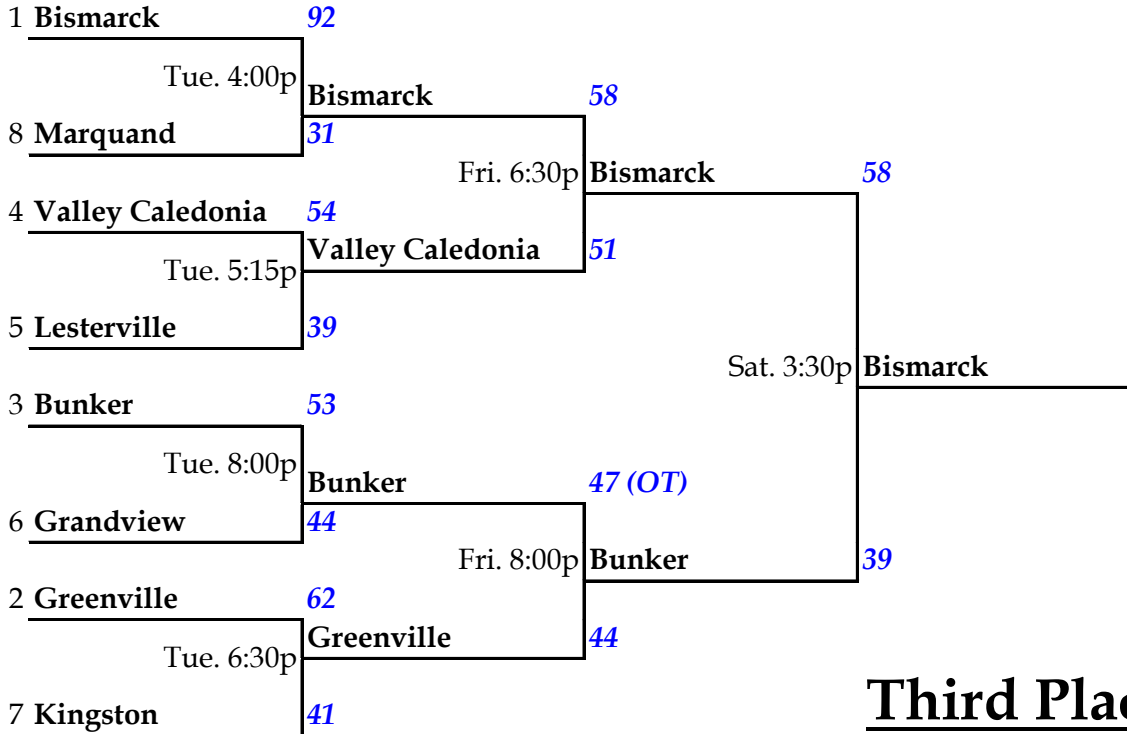 1 Bismarck 92
Tue. 4:00p
Bismarck 58
8 Marquand 31
Fri. 6:30p Bismarck 58
4 Valley Caledonia 54
Valley Caledonia 51
Tue. 5:15p
5 Lesterville 39
Sat. 3:30p Bismarck
3 Bunker 53
Tue. 8:00p
Bunker 47 (OT)
6 Grandview 44
Fri. 8:00p Bunker 39
2 Greenville 62
Greenville 44
Tue. 6:30p
7 Kingston 41
Third